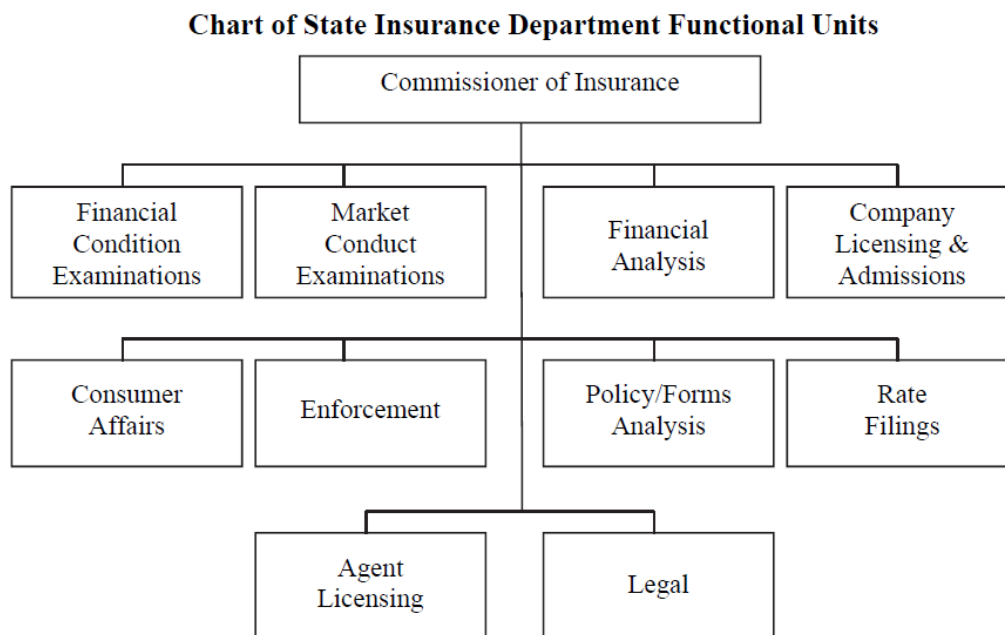 Chart of State Insurance Department Functional Units
Commissioner of Insurance
Financial
Condition
Examinations
Market
Conduct
Examinations
Financial
Analysis
Company
Licensing &
Admissions
Consumer
Affairs
Enforcement
Policy/Forms
Analysis
Rate
Filings
Agent
Licensing
Legal